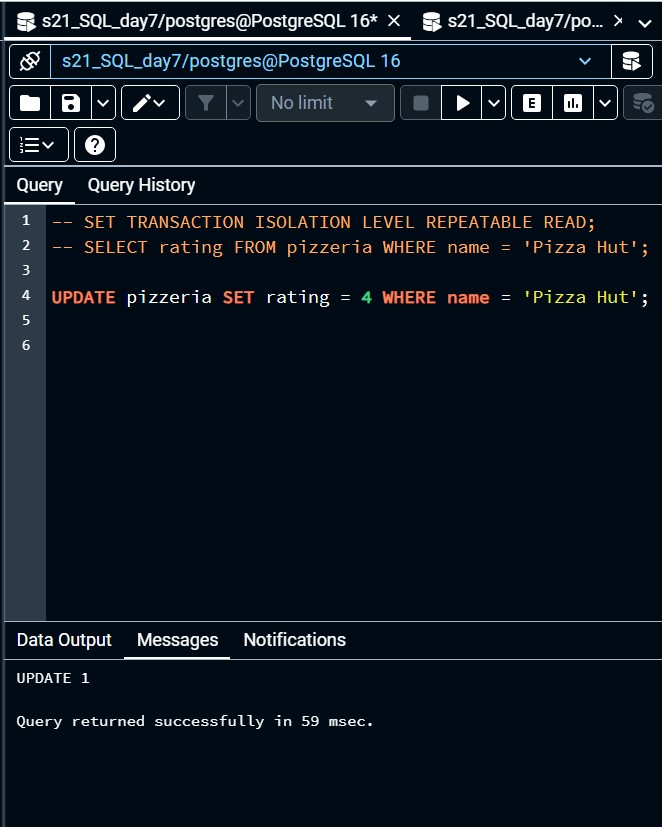 s21_SQL_day7/postgres@PostgreSQL 16* s21_SQL_day7/po...
s21_SQL_day7/postgres@PostgreSQL 16
No limit
E
Query Query History
1 -- SET TRANSACTION ISOLATION LEVEL REPEATABLE READ;
2 -- SELECT rating FROM pizzeria WHERE name = 'Pizza Hut';
3
4 UPDATE pizzeria SET rating = 4 WHERE name = 'Pizza Hut';
5
6
Data Output Messages Notifications
UPDATE 1
Query returned successfully in 59 msec.